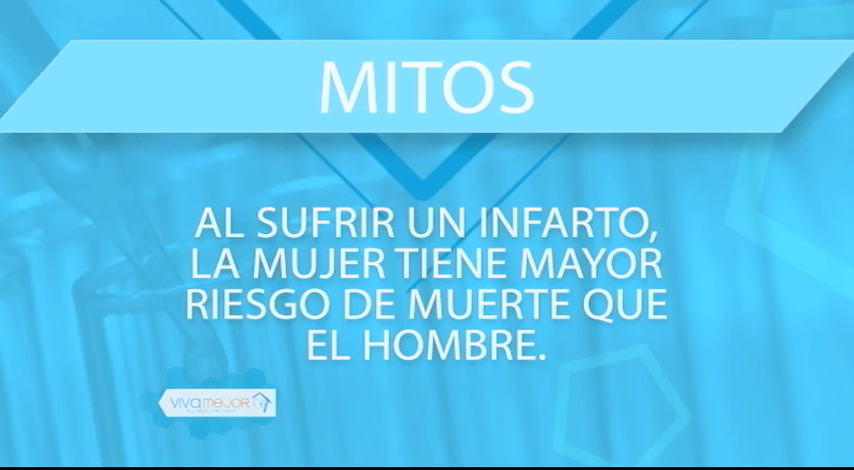 MITOS
AL SUFRIR UN INFARTO,
LA MUJER TIENE MAYOR
RIESGO DE MUERTE QUE
EL HOMBRE.
vivamejor